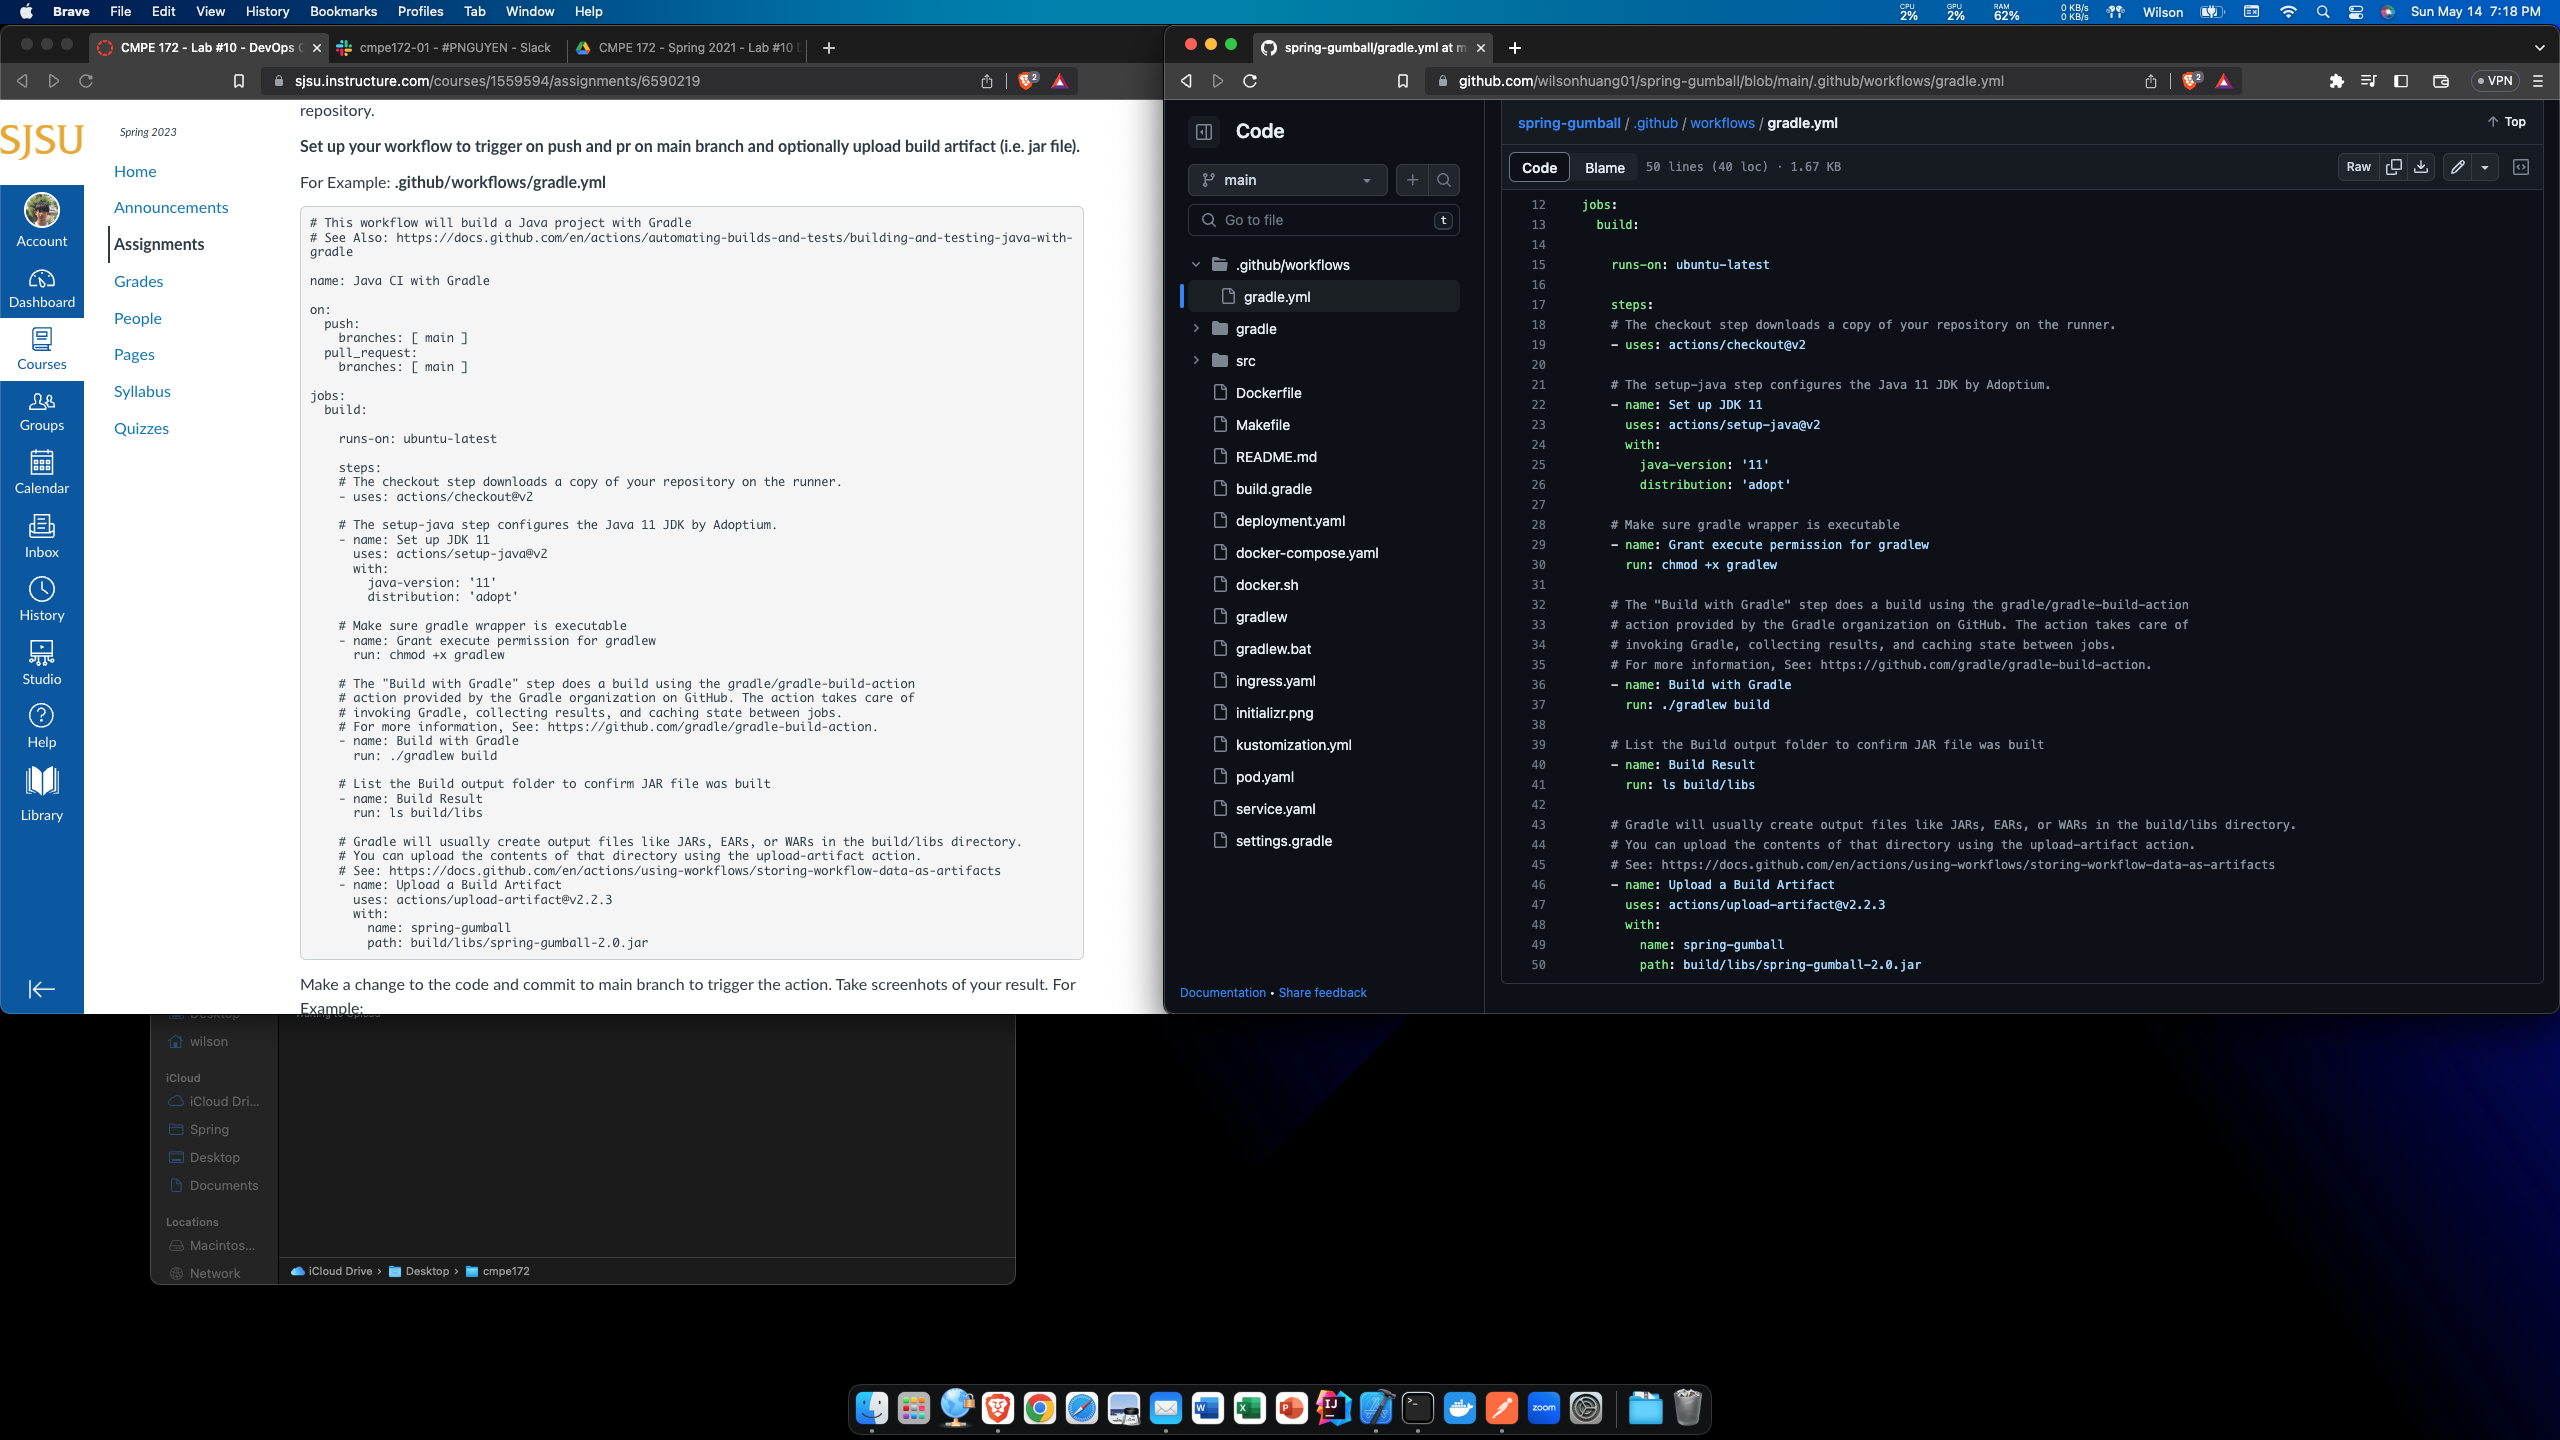 Brave File Edit View History Bookmarks Profiles Tab Window Help
CPU 2% GPU 2% RAM 62% 0 KB/s 0 KB/s Wilson Sun May 14 7:18 PM
CMPE 172 - Lab #10 - DevOps
cmpe172-01 - #PNGUYEN - Slack
CMPE 172 - Spring 2021 - Lab #10
sjsu.instructure.com/courses/1559594/assignments/6590219
SJSU
Account
Dashboard
Courses
Groups
Calendar
Inbox
History
Studio
Help
Library
Spring 2023
Home
Announcements
Assignments
Grades
People
Pages
Syllabus
Quizzes
repository.
Set up your workflow to trigger on push and pr on main branch and optionally upload build artifact (i.e. jar file).
For Example: .github/workflows/gradle.yml
# This workflow will build a Java project with Gradle
# See Also: https://docs.github.com/en/actions/automating-builds-and-tests/building-and-testing-java-with-
gradle
name: Java CI with Gradle
on:
push:
branches: [ main ]
pull_request:
branches: [ main ]
jobs:
build:
runs-on: ubuntu-latest
steps:
# The checkout step downloads a copy of your repository on the runner.
- uses: actions/checkout@v2
# The setup-java step configures the Java 11 JDK by Adoptium.
- name: Set up JDK 11
uses: actions/setup-java@v2
with:
java-version: '11'
distribution: 'adopt'
# Make sure gradle wrapper is executable
- name: Grant execute permission for gradlew
run: chmod +x gradlew
# The "Build with Gradle" step does a build using the gradle/gradle-build-action
# action provided by the Gradle organization on GitHub. The action takes care of
# invoking Gradle, collecting results, and caching state between jobs.
# For more information, See: https://github.com/gradle/gradle-build-action.
- name: Build with Gradle
run: ./gradlew build
# List the Build output folder to confirm JAR file was built
- name: Build Result
run: ls build/libs
# Gradle will usually create output files like JARs, EARs, or WARs in the build/libs directory.
# You can upload the contents of that directory using the upload-artifact action.
# See: https://docs.github.com/en/actions/using-workflows/storing-workflow-data-as-artifacts
- name: Upload a Build Artifact
uses: actions/upload-artifact@v2.2.3
with:
name: spring-gumball
path: build/libs/spring-gumball-2.0.jar
Make a change to the code and commit to main branch to trigger the action. Take screenhots of your result. For
Example:
spring-gumball/gradle.yml at m
github.com/wilsonhuang01/spring-gumball/blob/main/.github/workflows/gradle.yml
VPN
Code
main
Go to file t
.github/workflows
gradle.yml
gradle
src
Dockerfile
Makefile
README.md
build.gradle
deployment.yaml
docker-compose.yaml
docker.sh
gradlew
gradlew.bat
ingress.yaml
initializr.png
kustomization.yml
pod.yaml
service.yaml
settings.gradle
Documentation • Share feedback
spring-gumball / .github / workflows / gradle.yml
Top
Code Blame 50 lines (40 loc) · 1.67 KB Raw
12 jobs:
13 build:
14
15 runs-on: ubuntu-latest
16
17 steps:
18 # The checkout step downloads a copy of your repository on the runner.
19 - uses: actions/checkout@v2
20
21 # The setup-java step configures the Java 11 JDK by Adoptium.
22 - name: Set up JDK 11
23 uses: actions/setup-java@v2
24 with:
25 java-version: '11'
26 distribution: 'adopt'
27
28 # Make sure gradle wrapper is executable
29 - name: Grant execute permission for gradlew
30 run: chmod +x gradlew
31
32 # The "Build with Gradle" step does a build using the gradle/gradle-build-action
33 # action provided by the Gradle organization on GitHub. The action takes care of
34 # invoking Gradle, collecting results, and caching state between jobs.
35 # For more information, See: https://github.com/gradle/gradle-build-action.
36 - name: Build with Gradle
37 run: ./gradlew build
38
39 # List the Build output folder to confirm JAR file was built
40 - name: Build Result
41 run: ls build/libs
42
43 # Gradle will usually create output files like JARs, EARs, or WARs in the build/libs directory.
44 # You can upload the contents of that directory using the upload-artifact action.
45 # See: https://docs.github.com/en/actions/using-workflows/storing-workflow-data-as-artifacts
46 - name: Upload a Build Artifact
47 uses: actions/upload-artifact@v2.2.3
48 with:
49 name: spring-gumball
50 path: build/libs/spring-gumball-2.0.jar
Desktop
wilson
iCloud
iCloud Dri...
Spring
Desktop
Documents
Locations
Macintos...
Network
iCloud Drive › Desktop › cmpe172
zoom